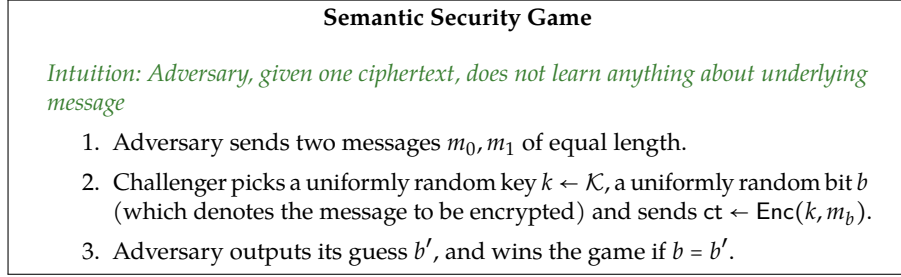 Semantic Security Game
Intuition: Adversary, given one ciphertext, does not learn anything about underlying
message
1. Adversary sends two messages m₀, m₁ of equal length.
2. Challenger picks a uniformly random key k ← 𝒦, a uniformly random bit b
(which denotes the message to be encrypted) and sends ct ← Enc(k, m_b).
3. Adversary outputs its guess b′, and wins the game if b = b′.